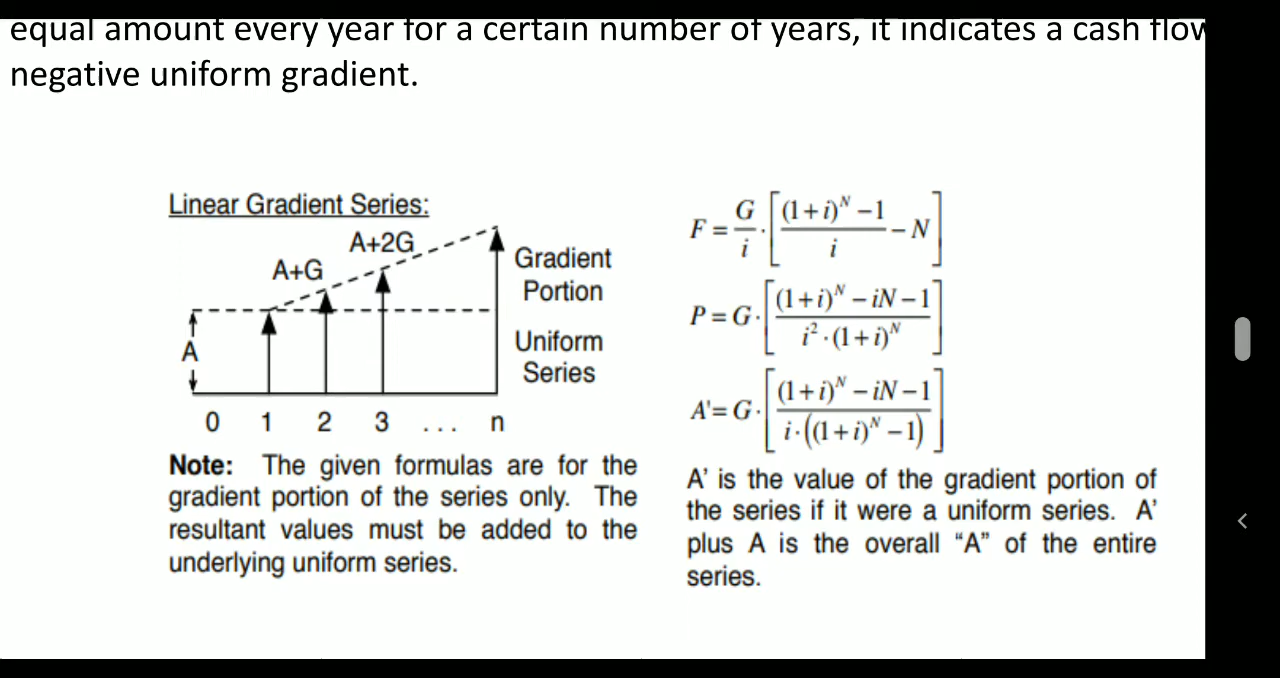 equal amount every year for a certain number of years, it indicates a cash flow
negative uniform gradient.
Linear Gradient Series:
A+2G
A+G
Gradient
Portion
A
Uniform
Series
0 1 2 3 ... n
Note: The given formulas are for the
gradient portion of the series only. The
resultant values must be added to the
underlying uniform series.
F = G/i · [((1+i)^N − 1)/i − N]
P = G · [((1+i)^N − iN − 1)/(i² · (1+i)^N)]
A' = G · [((1+i)^N − iN − 1)/(i · ((1+i)^N − 1))]
A’ is the value of the gradient portion of
the series if it were a uniform series. A’
plus A is the overall “A” of the entire
series.